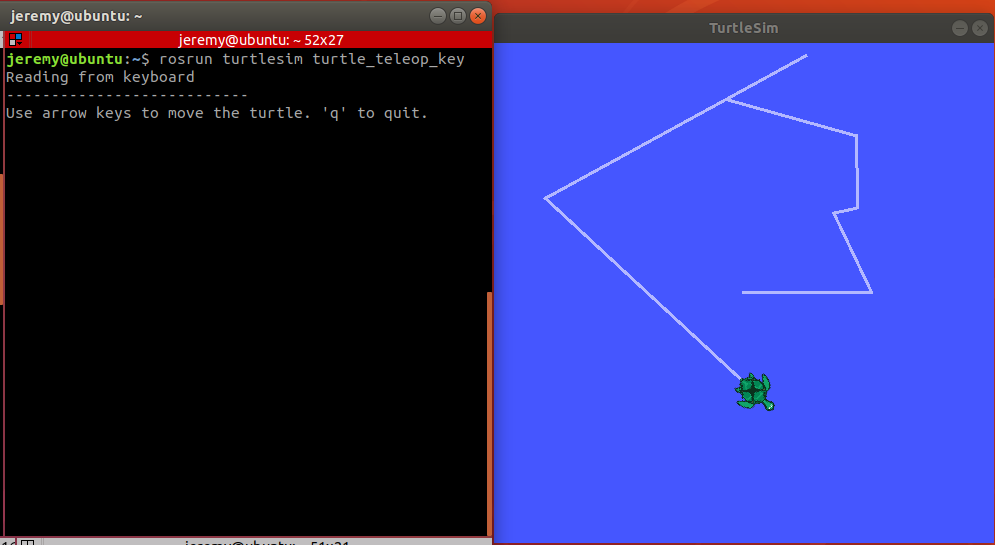 jeremy@ubuntu: ~
jeremy@ubuntu: ~ 52x27
jeremy@ubuntu:~$ rosrun turtlesim turtle_teleop_key
Reading from keyboard
---------------------------
Use arrow keys to move the turtle. 'q' to quit.
TurtleSim